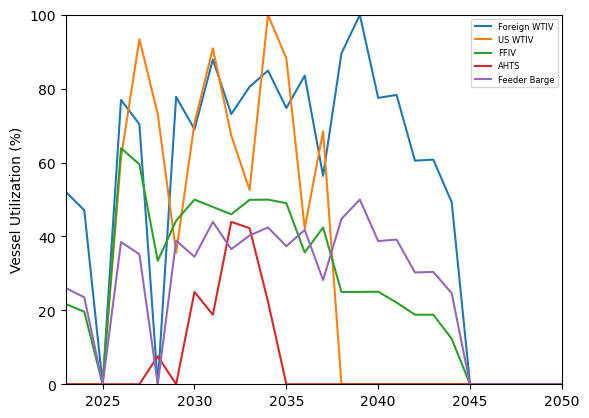 100
80
60
40
20
0
Vessel Utilization (%)
2025 2030 2035 2040 2045 2050
Foreign WTIV
US WTIV
FFIV
AHTS
Feeder Barge